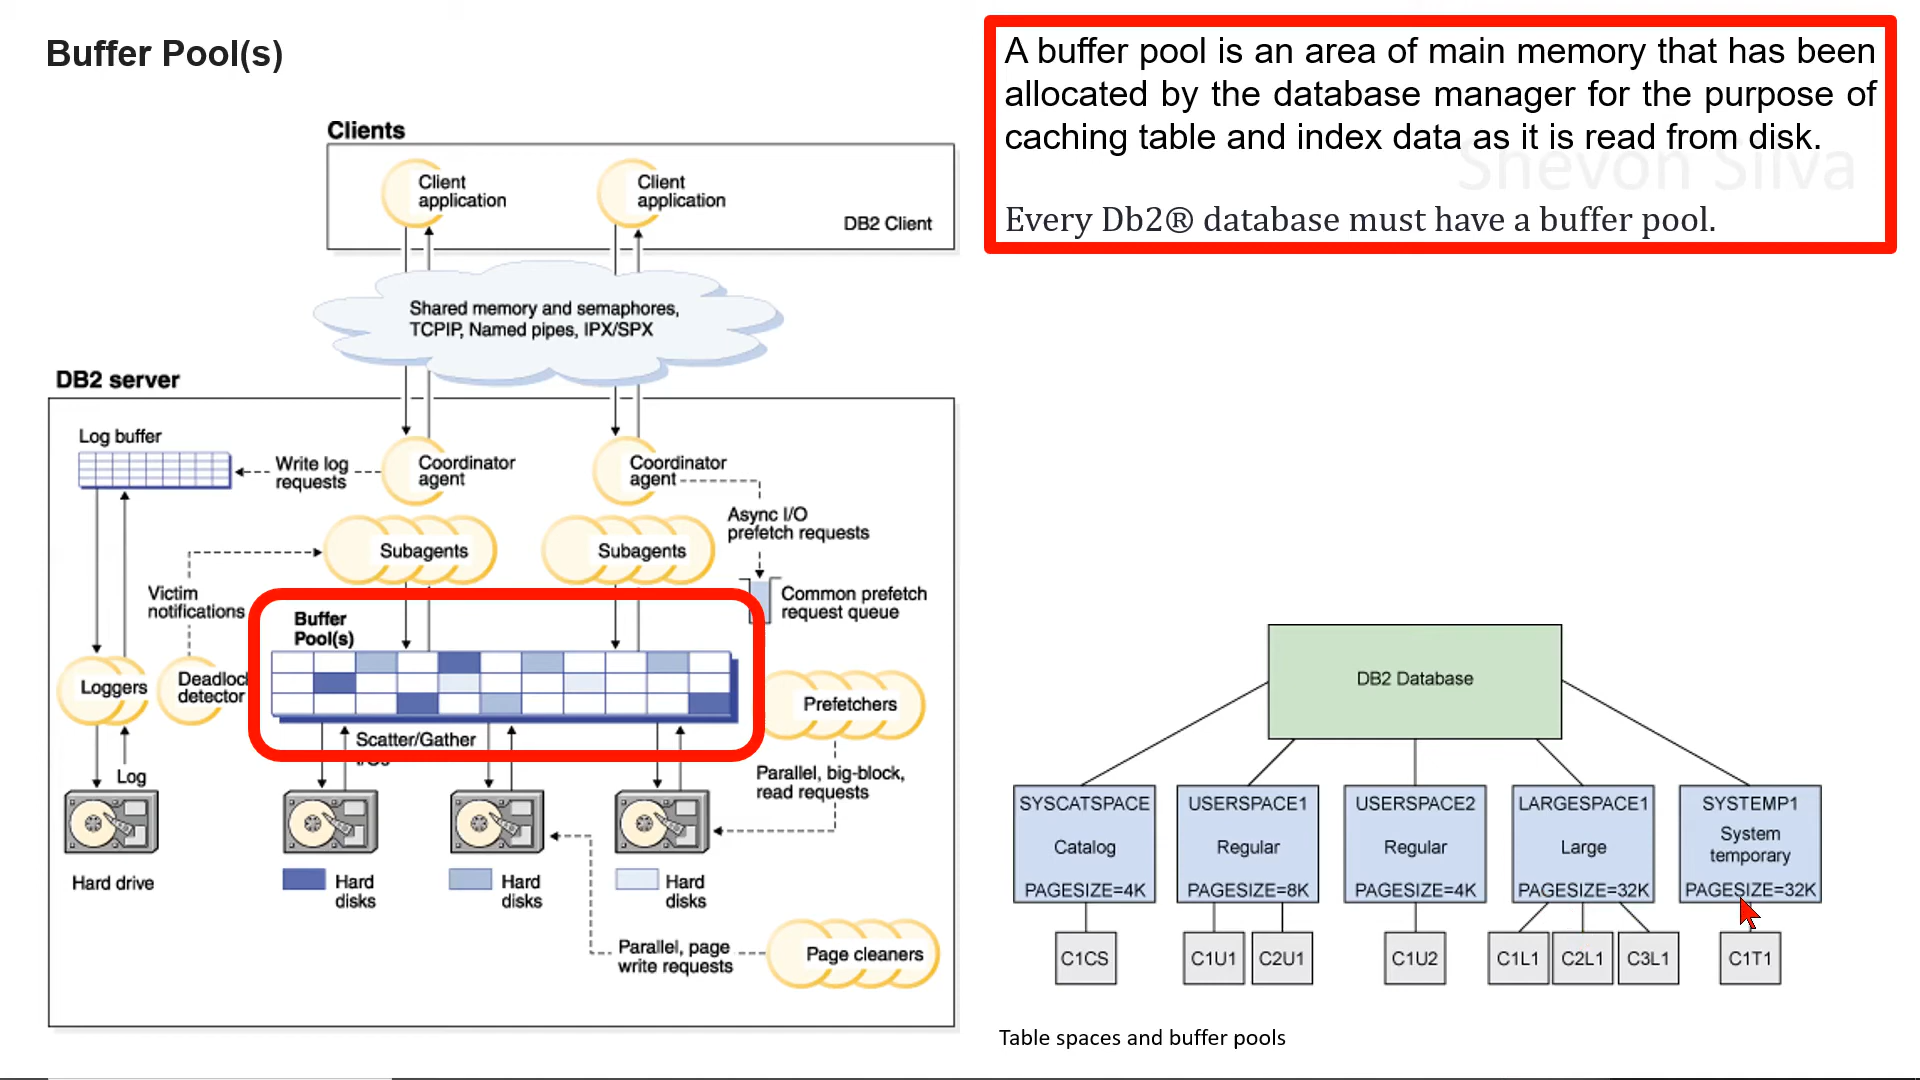 Buffer Pool(s)
A buffer pool is an area of main memory that has been
allocated by the database manager for the purpose of
caching table and index data as it is read from disk.
Shevon Silva
Every Db2® database must have a buffer pool.
Clients
Client
application
Client
application
DB2 Client
Shared memory and semaphores,
TCPIP, Named pipes, IPX/SPX
DB2 server
Log buffer
Write log
requests
Coordinator
agent
Coordinator
agent
Async I/O
prefetch requests
Subagents
Subagents
Common prefetch
request queue
Victim
notifications
Buffer
Pool(s)
Loggers
Deadloc
detector
Prefetchers
Scatter/Gather
I/Os
Log
Parallel, big-block,
read requests
Hard drive
Hard
disks
Hard
disks
Hard
disks
Parallel, page
write requests
Page cleaners
DB2 Database
SYSCATSPACE
Catalog
PAGESIZE=4K
USERSPACE1
Regular
PAGESIZE=8K
USERSPACE2
Regular
PAGESIZE=4K
LARGESPACE1
Large
PAGESIZE=32K
SYSTEMP1
System
temporary
PAGESIZE=32K
C1CS
C1U1
C2U1
C1U2
C1L1
C2L1
C3L1
C1T1
Table spaces and buffer pools